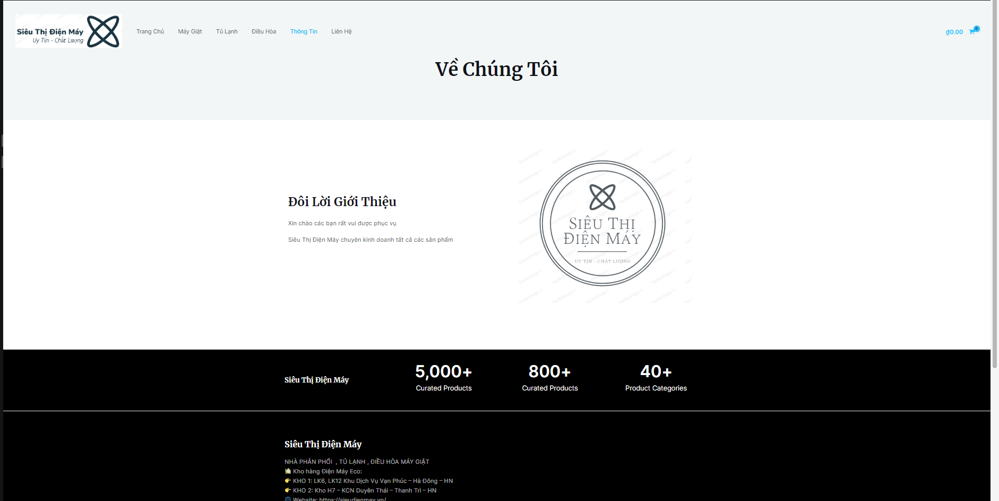 Siêu Thị Điện Máy
Uy Tín - Chất Lượng
Trang Chủ
Máy Giặt
Tủ Lạnh
Điều Hòa
Thông Tin
Liên Hệ
₫0.00
0
Về Chúng Tôi
Đôi Lời Giới Thiệu
Xin chào các bạn rất vui được phục vụ
Siêu Thị Điện Máy chuyên kinh doanh tất cả các sản phẩm
SIÊU THỊ
ĐIỆN MÁY
UY TÍN - CHẤT LƯỢNG
Siêu Thị Điện Máy
5,000+
Curated Products
800+
Curated Products
40+
Product Categories
Siêu Thị Điện Máy
NHÀ PHÂN PHỐI , TỦ LẠNH , ĐIỀU HÒA MÁY GIẶT
🏠 Kho hàng Điện Máy Eco:
👉 KHO 1: LK6, LK12 Khu Dịch Vụ Vạn Phúc – Hà Đông – HN
👉 KHO 2: Kho H7 – KCN Duyên Thái – Thanh Trì – HN
🌐 Website: https://sieudienmay.vn/